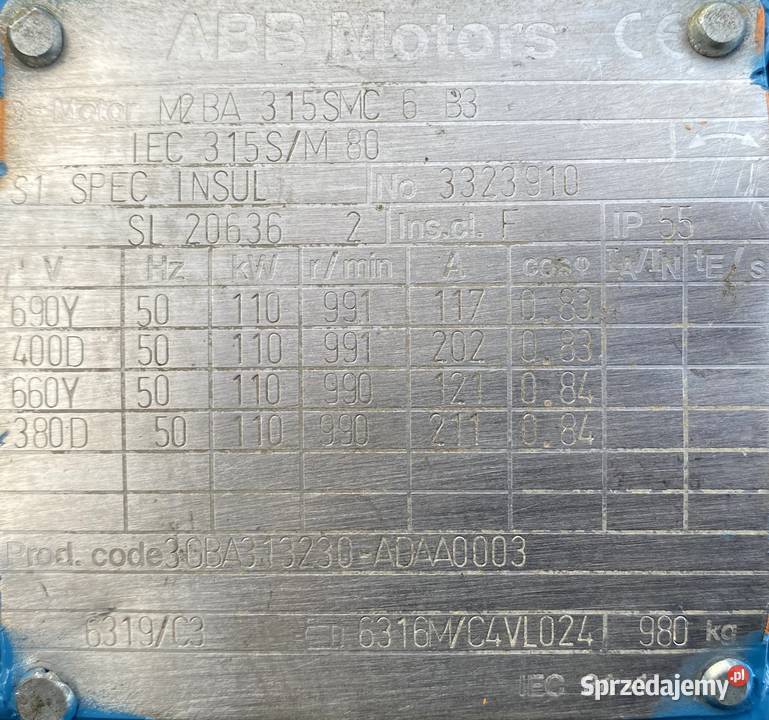 ABB Motors CE
Motor M2BA 315SMC 6 B3
IEC 315S/M 80
S1 SPEC INSUL No 3323910
SL 20636 2 Ins.cl. F IP 55
V Hz kW r/min A cosφ IA/IN tE/s
690Y 50 110 991 117 0.83
400D 50 110 991 202 0.83
660Y 50 110 990 121 0.84
380D 50 110 990 211 0.84
Prod. code 3GBA313230-ADAA0003
6319/C3 6316M/C4VL024 980 kg
IEC
Sprzedajemy.pl